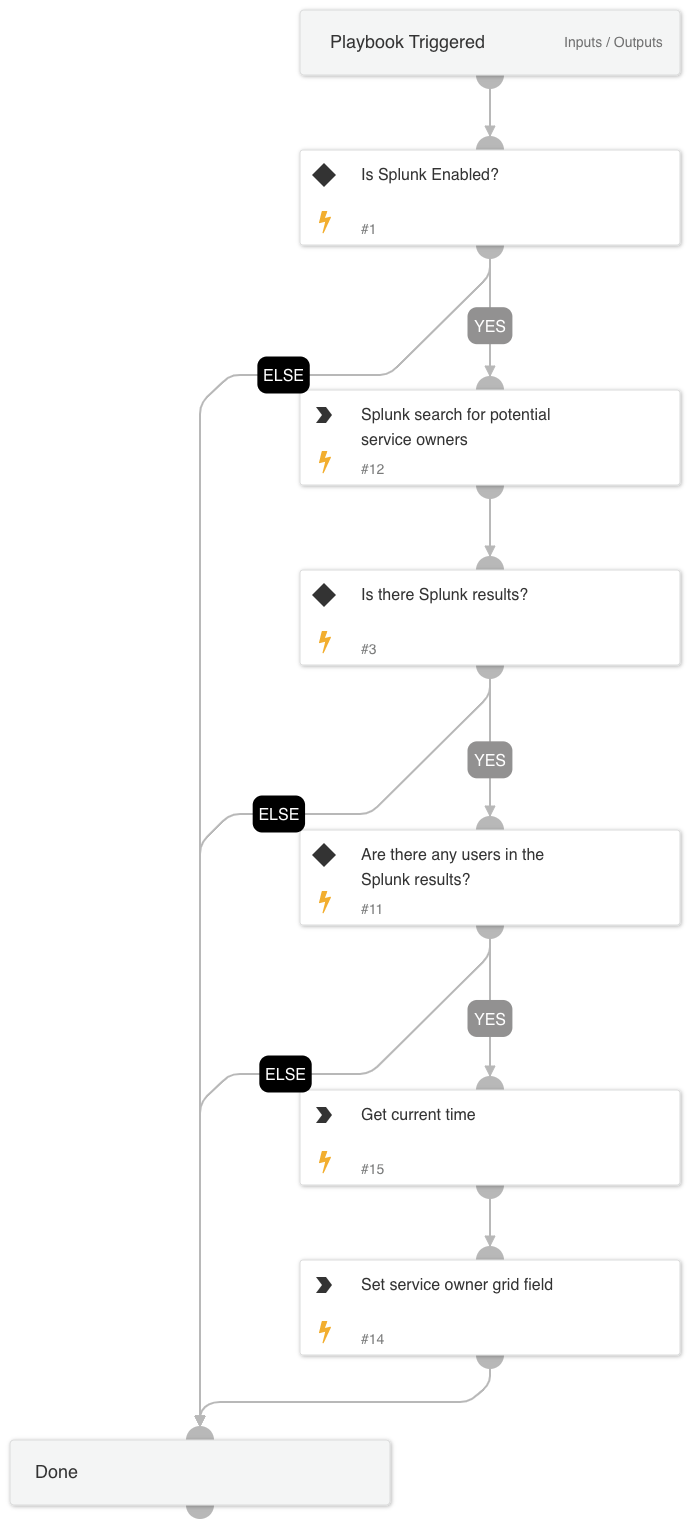 Playbook Triggered
Inputs / Outputs
Is Splunk Enabled?
#1
YES
ELSE
Splunk search for potential
service owners
#12
Is there Splunk results?
#3
YES
ELSE
Are there any users in the
Splunk results?
#11
YES
ELSE
Get current time
#15
Set service owner grid field
#14
Done